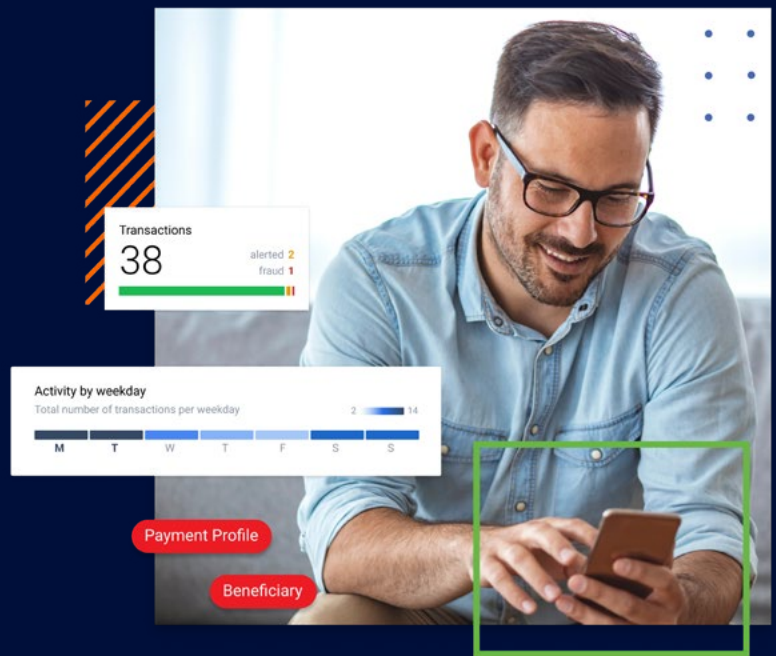 Transactions
38
alerted 2
fraud 1
Activity by weekday
Total number of transactions per weekday
2 14
M T W T F S S
Payment Profile
Beneficiary